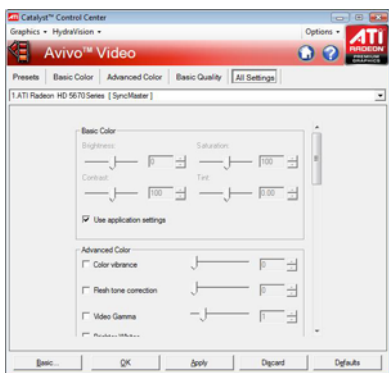 Catalyst™ Control Center
Graphics HydraVision Options
Avivo™ Video
ATI
RADEON
PREMIUM
GRAPHICS
Presets Basic Color Advanced Color Basic Quality All Settings
1.ATI Radeon HD 5670 Series [ SyncMaster ]
Basic Color
Brightness: Saturation:
0 100
Contrast: Tint:
100 0.00
Use application settings
Advanced Color
Color vibrance 0
Flesh tone correction 0
Video Gamma 1
Brighter Whites
Basic... OK Apply Discard Defaults